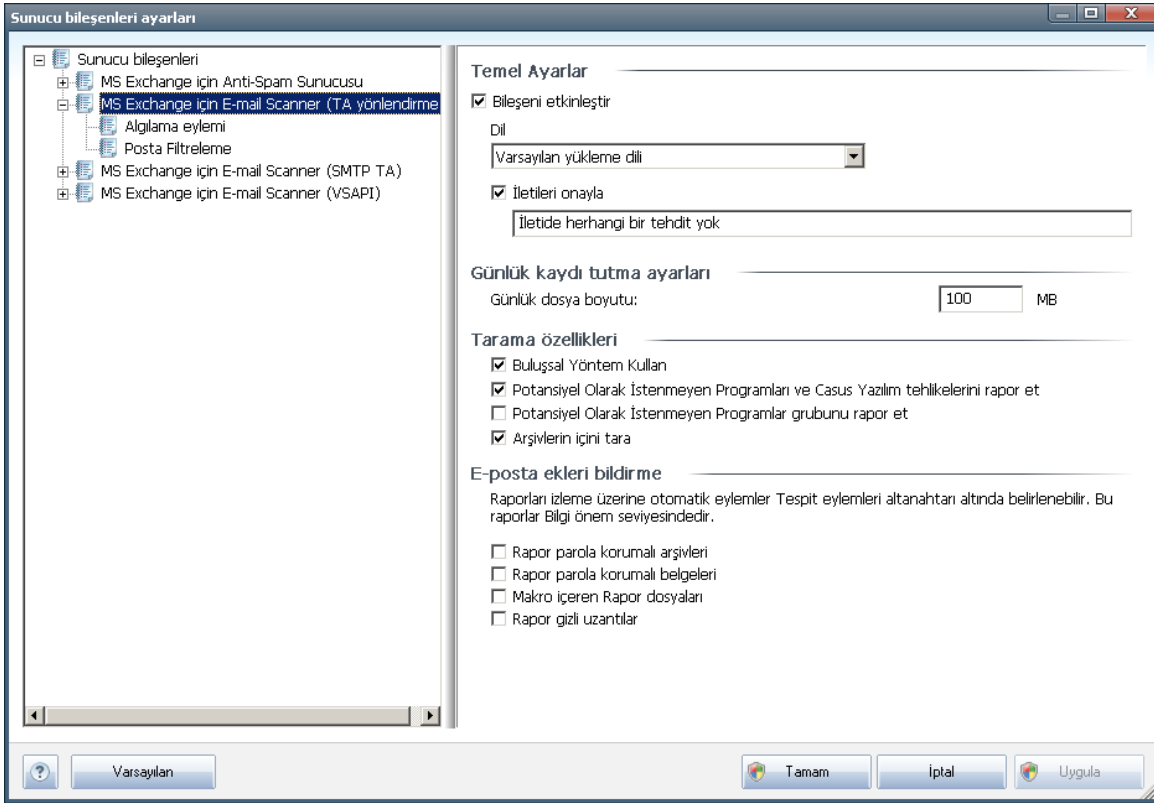 Sunucu bileşenleri ayarları
Sunucu bileşenleri
MS Exchange için Anti-Spam Sunucusu
MS Exchange için E-mail Scanner (TA yönlendirme
Algılama eylemi
Posta Filtreleme
MS Exchange için E-mail Scanner (SMTP TA)
MS Exchange için E-mail Scanner (VSAPI)
Temel Ayarlar
Bileşeni etkinleştir
Dil
Varsayılan yükleme dili
İletileri onayla
İletide herhangi bir tehdit yok
Günlük kaydı tutma ayarları
Günlük dosya boyutu: 100 MB
Tarama özellikleri
Buluşsal Yöntem Kullan
Potansiyel Olarak İstenmeyen Programları ve Casus Yazılım tehlikelerini rapor et
Potansiyel Olarak İstenmeyen Programlar grubunu rapor et
Arşivlerin içini tara
E-posta ekleri bildirme
Raporları izleme üzerine otomatik eylemler Tespit eylemleri altanahtarı altında belirlenebilir. Bu
raporlar Bilgi önem seviyesindedir.
Rapor parola korumalı arşivleri
Rapor parola korumalı belgeleri
Makro içeren Rapor dosyaları
Rapor gizli uzantılar
? Varsayılan Tamam İptal Uygula